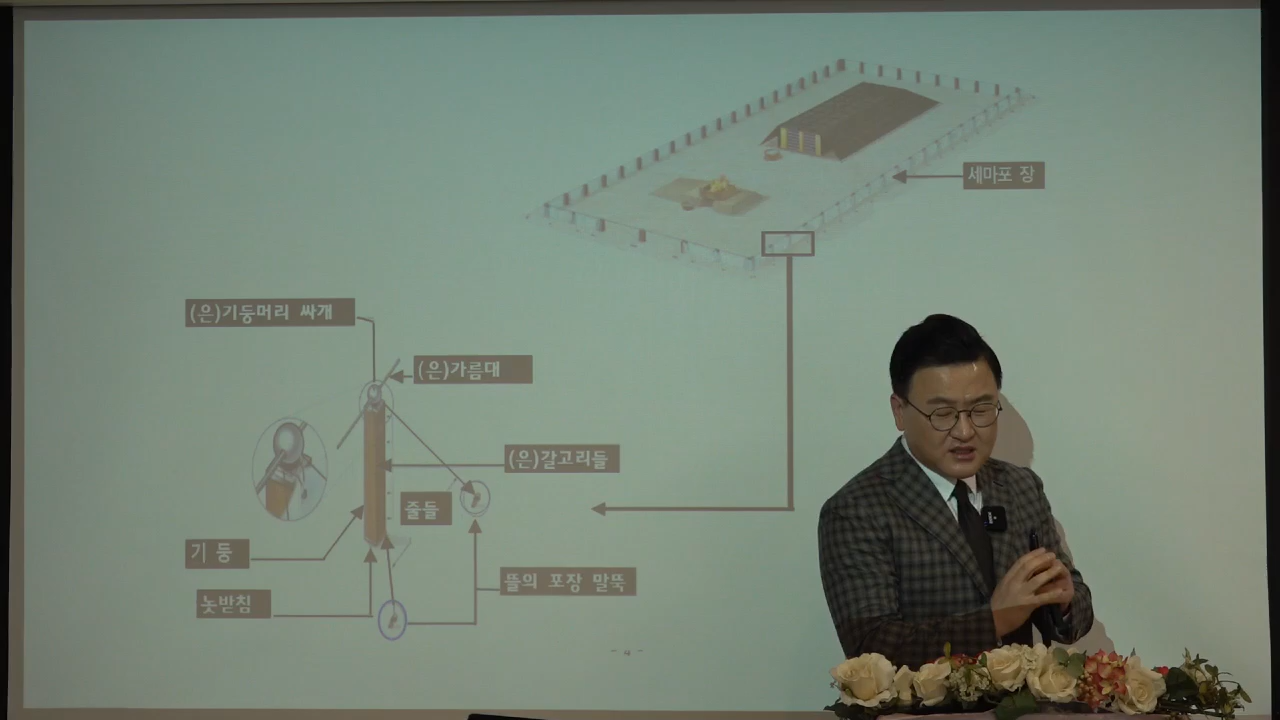 세마포 장
(은)기둥머리 싸개
(은)가름대
(은)갈고리들
줄들
기 둥
뜰의 포장 말뚝
놋받침